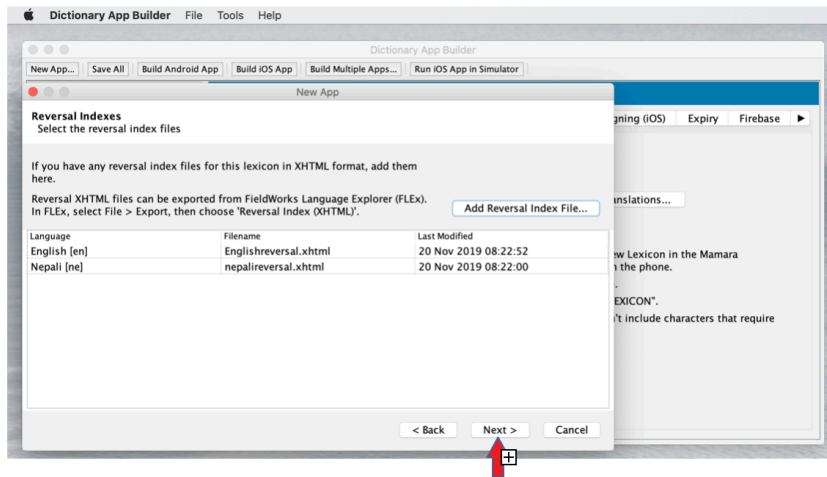 Dictionary App Builder File Tools Help
Dictionary App Builder
New App... Save All Build Android App Build iOS App Build Multiple Apps... Run iOS App in Simulator
New App
Reversal Indexes
Select the reversal index files
gning (iOS) Expiry Firebase
If you have any reversal index files for this lexicon in XHTML format, add them
here.
Reversal XHTML files can be exported from FieldWorks Language Explorer (FLEx).
In FLEx, select File > Export, then choose 'Reversal Index (XHTML)'.
Add Reversal Index File...
anslations...
Language Filename Last Modified
English [en] Englishreversal.xhtml 20 Nov 2019 08:22:52
Nepali [ne] nepalireversal.xhtml 20 Nov 2019 08:22:00
ew Lexicon in the Mamara
the phone.
EXICON".
't include characters that require
< Back Next > Cancel